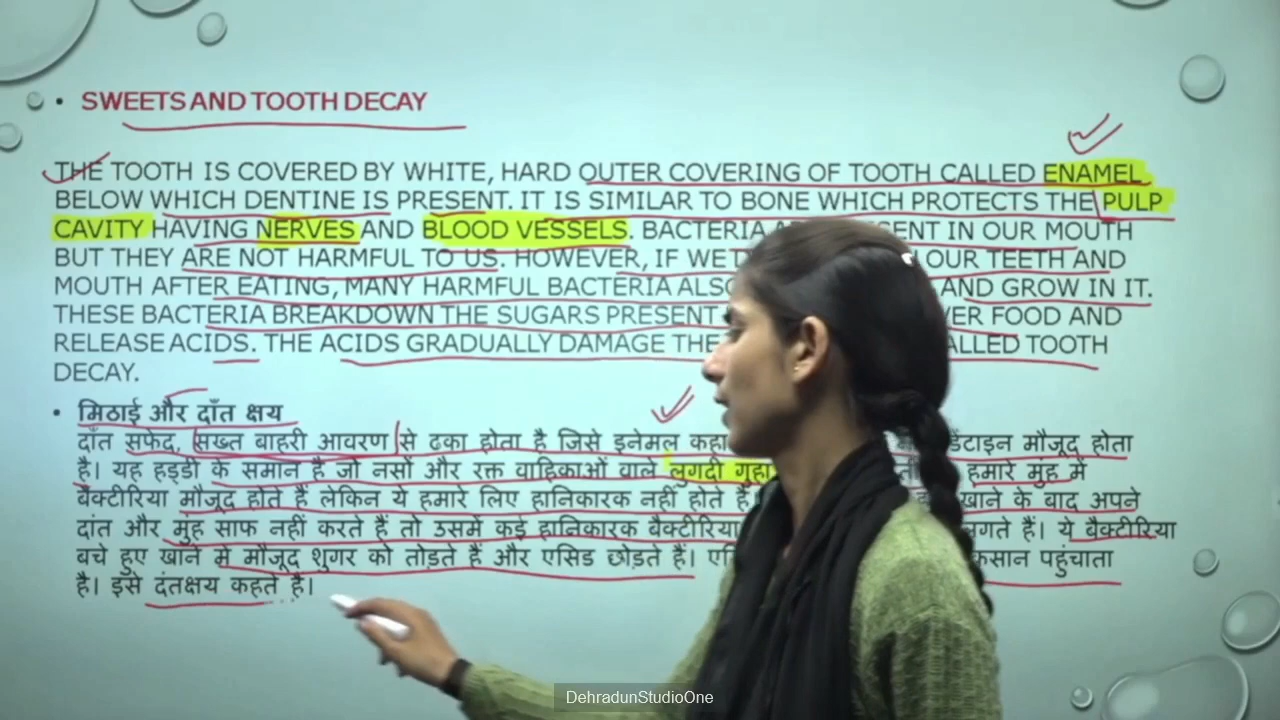 • SWEETS AND TOOTH DECAY
THE TOOTH IS COVERED BY WHITE, HARD OUTER COVERING OF TOOTH CALLED ENAMEL
BELOW WHICH DENTINE IS PRESENT. IT IS SIMILAR TO BONE WHICH PROTECTS THE PULP
CAVITY HAVING NERVES AND BLOOD VESSELS. BACTERIA IN OUR MOUTH
BUT THEY ARE NOT HARMFUL TO US. HOWEVER, IF WE OUR TEETH AND
MOUTH AFTER EATING, MANY HARMFUL BACTERIA ALSO AND GROW IN IT.
THESE BACTERIA BREAKDOWN THE SUGARS PRESENT FOOD AND
RELEASE ACIDS. THE ACIDS GRADUALLY DAMAGE THE TOOTH
DECAY.
• मिठाई और दाँत क्षय
दाँत सफेद, सख्त बाहरी आवरण से ढका होता है जिसे इनेमल कहा डेंटाइन मौजूद होता
है। यह हड्डी के समान है जो नसों और रक्त वाहिकाओं वाले लुगदी गुहा हमारे मुंह में
बैक्टीरिया मौजूद होते हैं लेकिन ये हमारे लिए हानिकारक नहीं होते खाने के बाद अपने
दांत और मुंह साफ नहीं करते हैं तो उसमें कई हानिकारक बैक्टीरिया लगते हैं। ये बैक्टीरिया
बचे हुए खाने में मौजूद शुगर को तोड़ते हैं और एसिड छोड़ते हैं। पहुंचाता
है। इसे दंतक्षय कहते है।
DehradunStudioOne